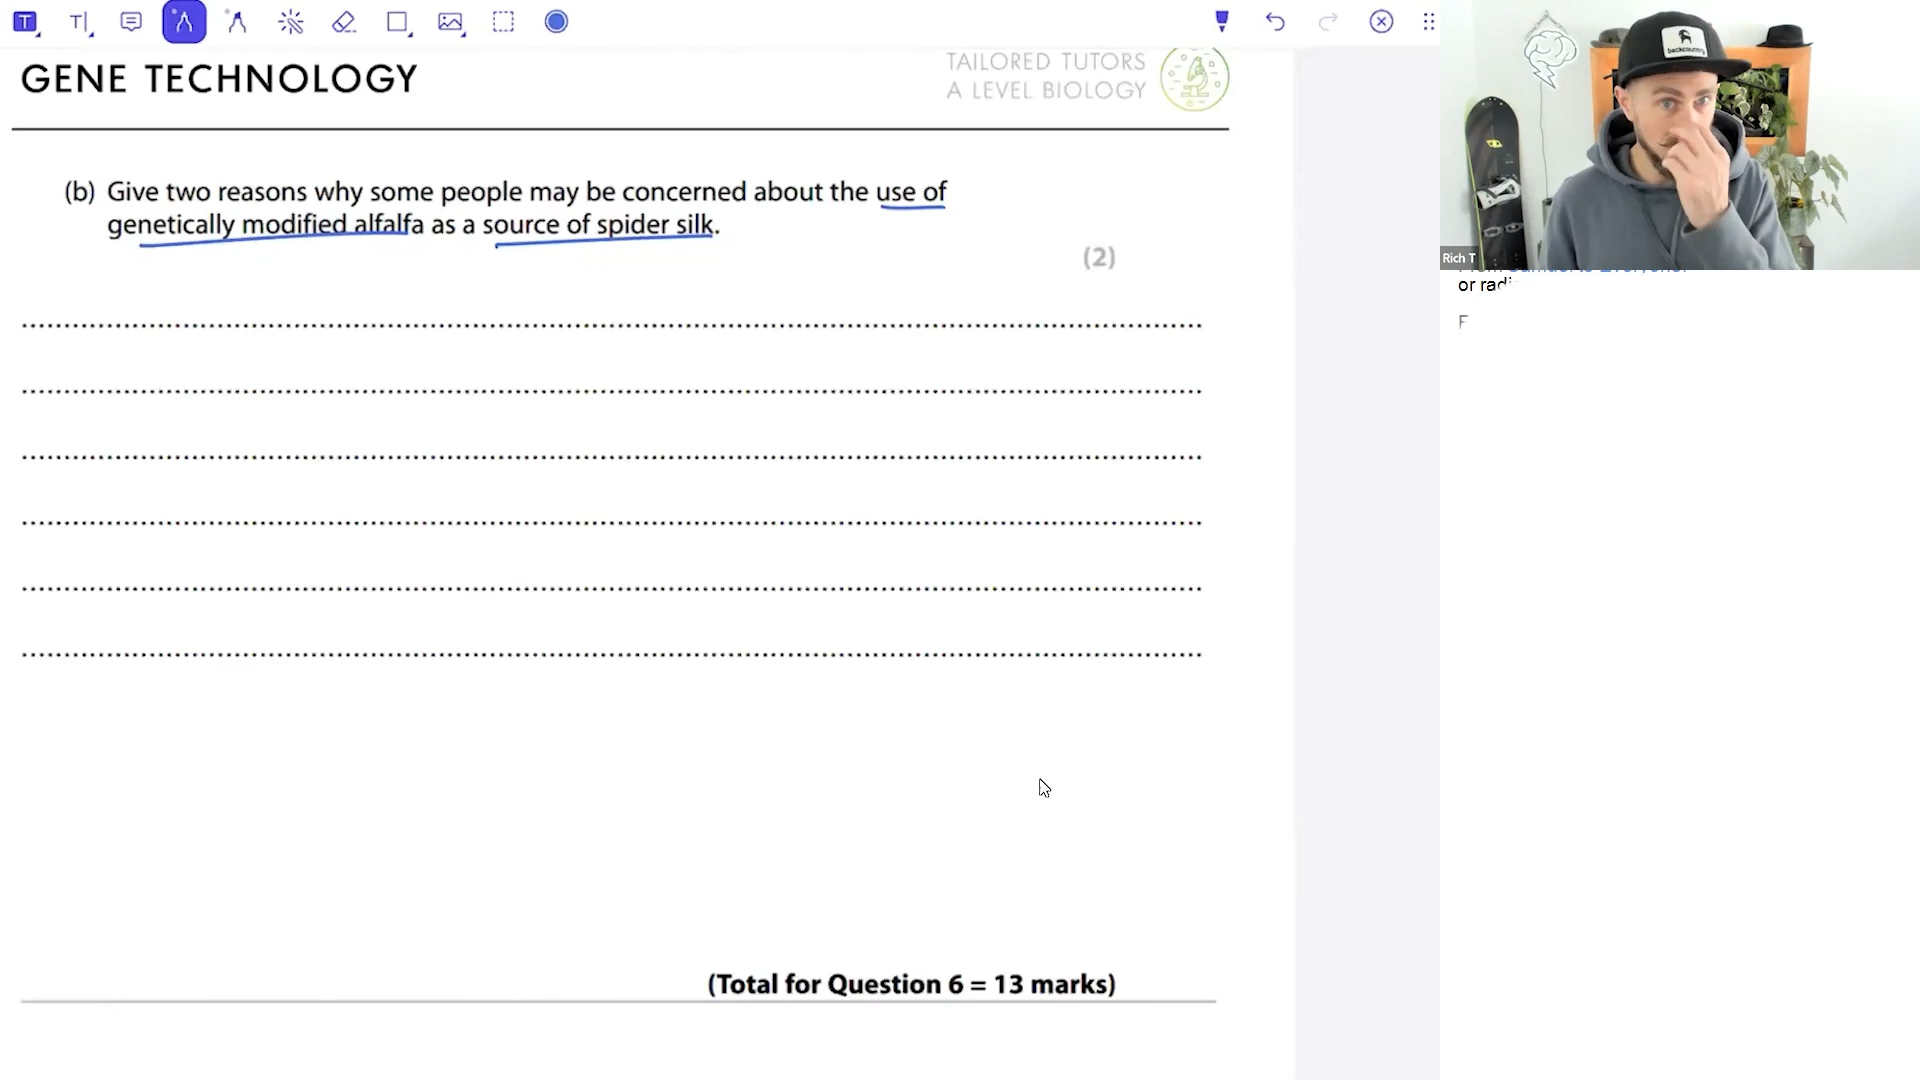 GENE TECHNOLOGY
TAILORED TUTORS
A LEVEL BIOLOGY
(b) Give two reasons why some people may be concerned about the use of
genetically modified alfalfa as a source of spider silk.
(2)
(Total for Question 6 = 13 marks)
backcountry
Rich T
or